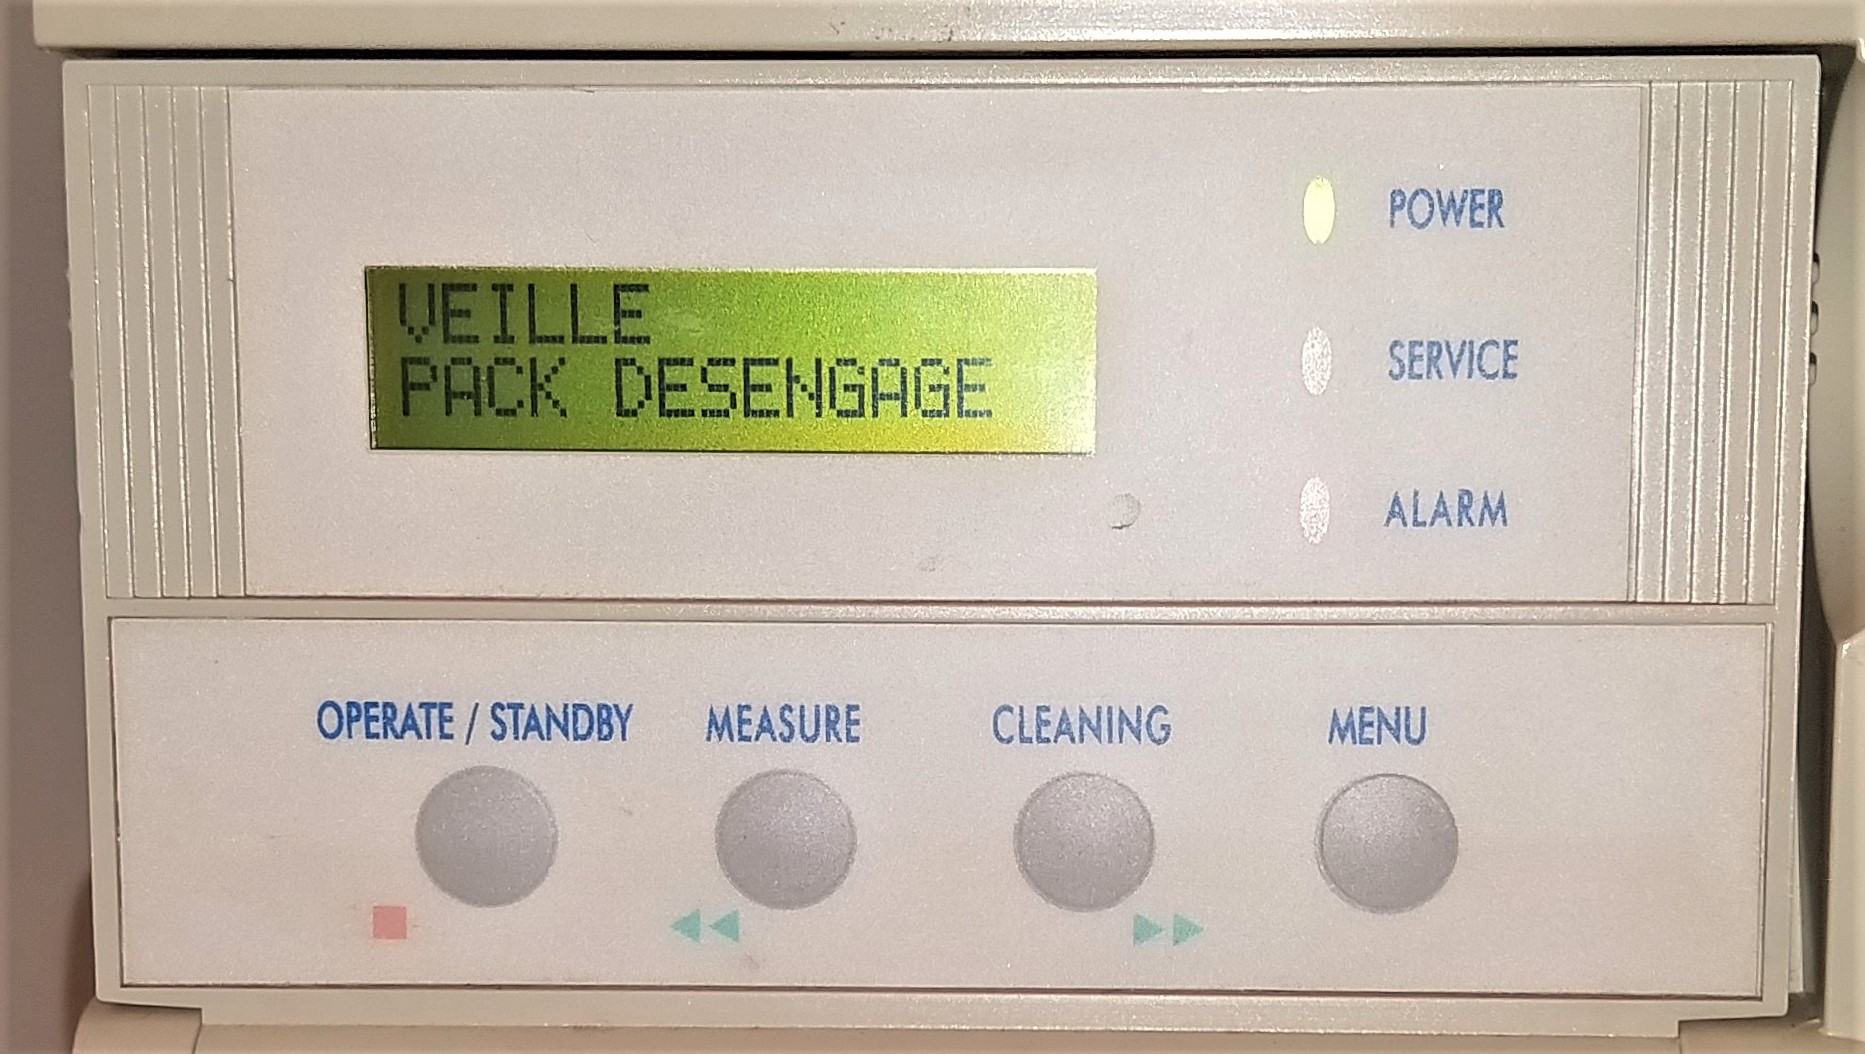 VEILLE
PACK DESENGAGE
POWER
SERVICE
ALARM
OPERATE / STANDBY
MEASURE
CLEANING
MENU